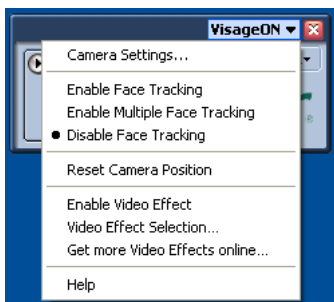 VisageON
Camera Settings...
Enable Face Tracking
Enable Multiple Face Tracking
Disable Face Tracking
Reset Camera Position
Enable Video Effect
Video Effect Selection...
Get more Video Effects online...
Help